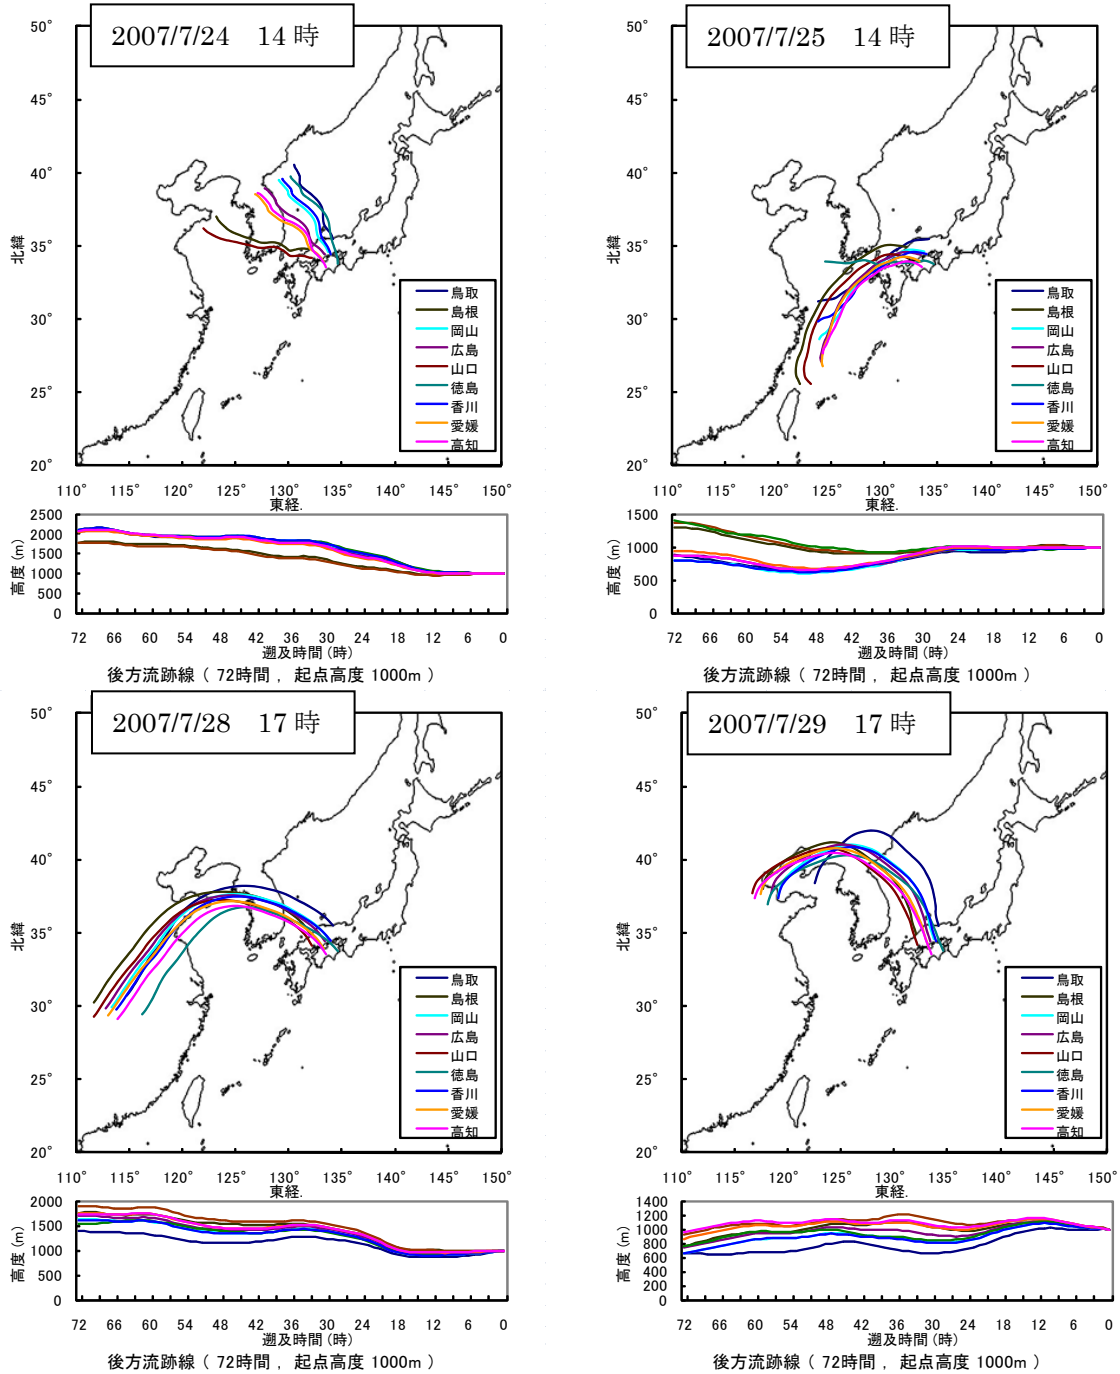 2007/7/24 14時
50°
45°
40°
35°
30°
25°
20°
北緯
鳥取
島根
岡山
広島
山口
徳島
香川
愛媛
高知
110° 115° 120° 125° 130° 135° 140° 145° 150°
東経.
2500
2000
1500
1000
500
0
高度(m)
72 66 60 54 48 42 36 30 24 18 12 6 0
遡及時間(時)
後方流跡線( 72時間, 起点高度 1000m )
2007/7/25 14時
50°
45°
40°
35°
30°
25°
20°
北緯
鳥取
島根
岡山
広島
山口
徳島
香川
愛媛
高知
110° 115° 120° 125° 130° 135° 140° 145° 150°
東経.
1500
1000
500
0
高度(m)
72 66 60 54 48 42 36 30 24 18 12 6 0
遡及時間(時)
後方流跡線( 72時間, 起点高度 1000m )
2007/7/28 17時
50°
45°
40°
35°
30°
25°
20°
北緯
鳥取
島根
岡山
広島
山口
徳島
香川
愛媛
高知
110° 115° 120° 125° 130° 135° 140° 145° 150°
東経.
2000
1500
1000
500
0
高度(m)
72 66 60 54 48 42 36 30 24 18 12 6 0
遡及時間(時)
後方流跡線( 72時間, 起点高度 1000m )
2007/7/29 17時
50°
45°
40°
35°
30°
25°
20°
北緯
鳥取
島根
岡山
広島
山口
徳島
香川
愛媛
高知
110° 115° 120° 125° 130° 135° 140° 145° 150°
東経.
1400
1200
1000
800
600
400
200
0
高度(m)
72 66 60 54 48 42 36 30 24 18 12 6 0
遡及時間(時)
後方流跡線( 72時間, 起点高度 1000m )